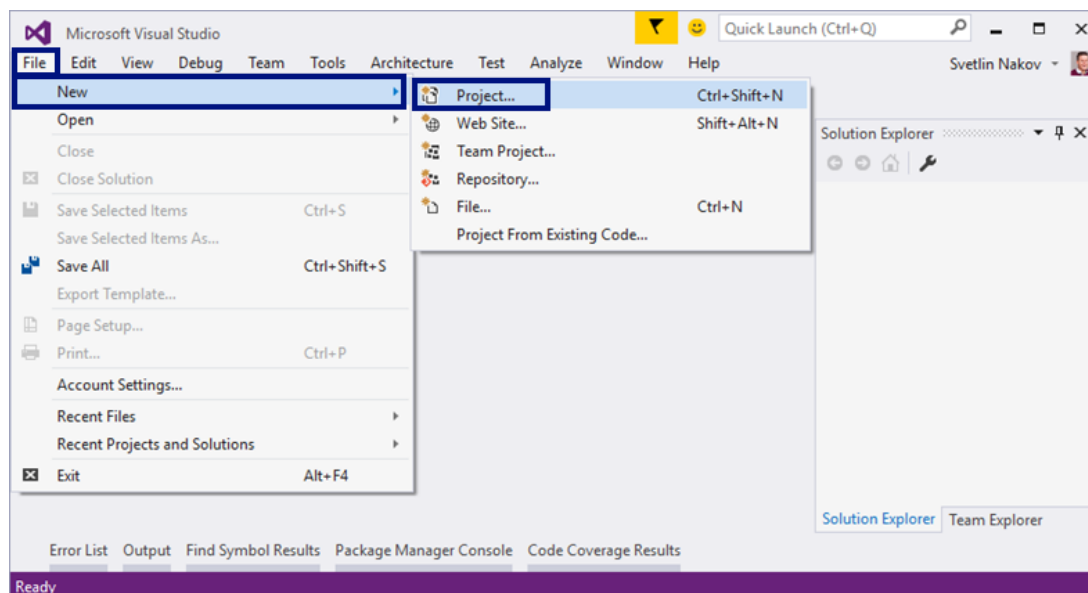 Microsoft Visual Studio
Quick Launch (Ctrl+Q)
File Edit View Debug Team Tools Architecture Test Analyze Window Help
Svetlin Nakov
New
Open
Close
Close Solution
Save Selected Items Ctrl+S
Save Selected Items As...
Save All Ctrl+Shift+S
Export Template...
Page Setup...
Print... Ctrl+P
Account Settings...
Recent Files
Recent Projects and Solutions
Exit Alt+F4
Project... Ctrl+Shift+N
Web Site... Shift+Alt+N
Team Project...
Repository...
File... Ctrl+N
Project From Existing Code...
Solution Explorer
Solution Explorer Team Explorer
Error List Output Find Symbol Results Package Manager Console Code Coverage Results
Ready